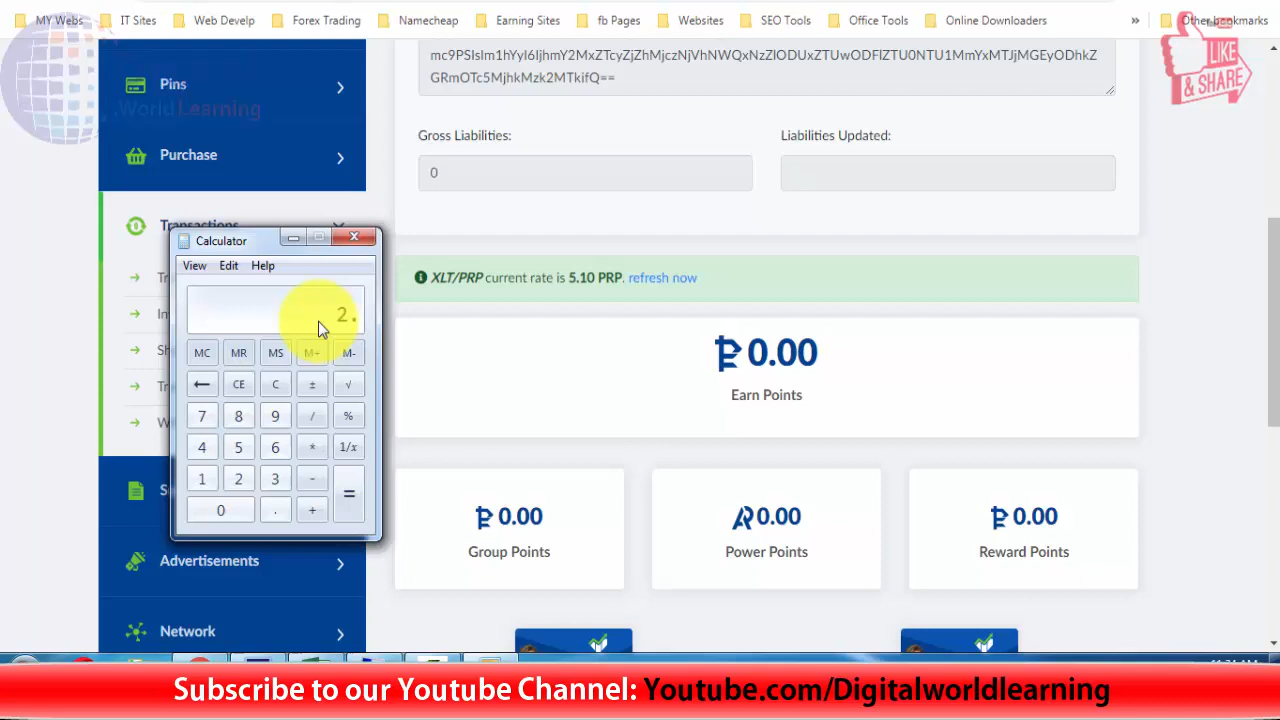 MY Webs IT Sites Web Develp Forex Trading Namecheap Earning Sites fb Pages Websites SEO Tools Office Tools Online Downloaders » Other bookmarks
LIKE
& SHARE
World Learning
Pins
Purchase
Transactions
Advertisements
Network
mc9PSIsIm1hYyI6IjhmY2MxZTcyZjZhMjczNjVhNWQxNzZlODUxZTUwODFlZTU0NTU1MmYxMTJjMGEyODhkZ
GRmOTc5MjhkMzk2MTkifQ==
Gross Liabilities: Liabilities Updated:
0
XLT/PRP current rate is 5.10 PRP. refresh now
0.00
Earn Points
0.00 0.00 0.00
Group Points Power Points Reward Points
Calculator
View Edit Help
2.
MC MR MS M+ M-
← CE C ± √
7 8 9 / %
4 5 6 * 1/x
1 2 3 - =
0 . +
Subscribe to our Youtube Channel: Youtube.com/Digitalworldlearning